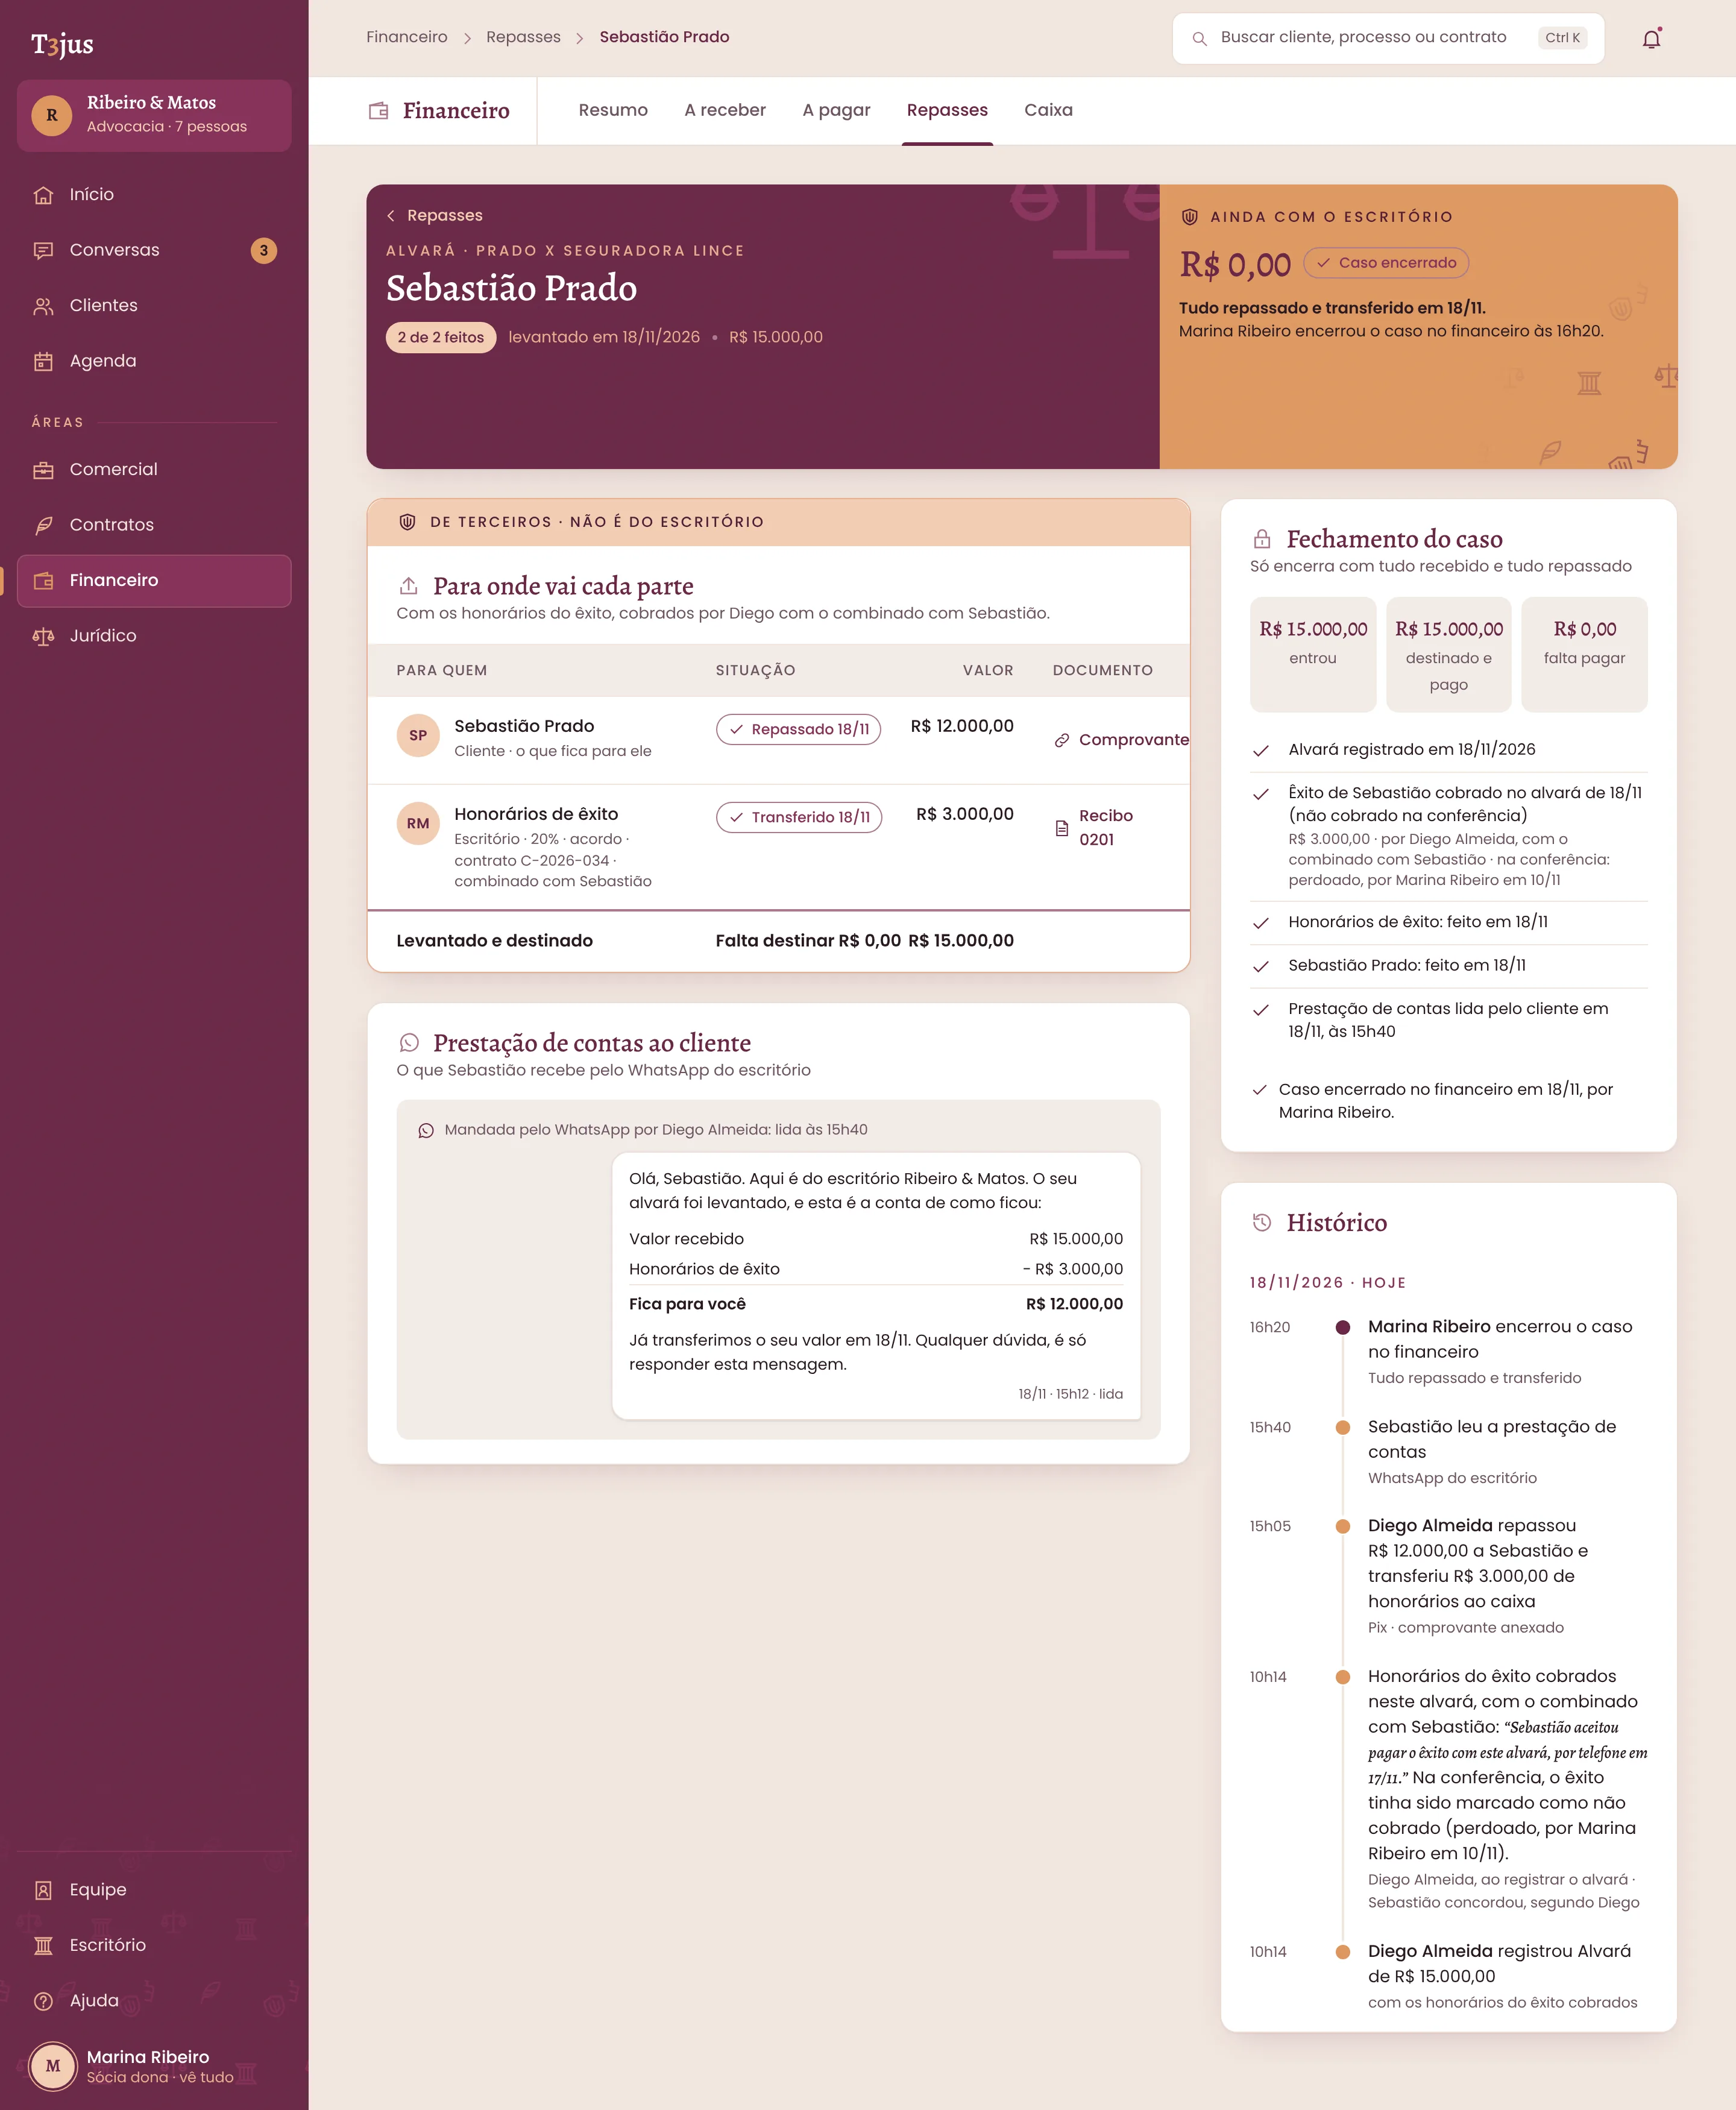 T3jus
R
Ribeiro & Matos
Advocacia · 7 pessoas
Início
Conversas
3
Clientes
Agenda
ÁREAS
Comercial
Contratos
Financeiro
Jurídico
Equipe
Escritório
Ajuda
M
Marina Ribeiro
Sócia dona · vê tudo
Financeiro
Repasses
Sebastião Prado
Buscar cliente, processo ou contrato
Ctrl K
Financeiro
Resumo
A receber
A pagar
Repasses
Caixa
Repasses
ALVARÁ · PRADO X SEGURADORA LINCE
Sebastião Prado
2 de 2 feitos
levantado em 18/11/2026 • R$ 15.000,00
AINDA COM O ESCRITÓRIO
R$ 0,00
Caso encerrado
Tudo repassado e transferido em 18/11.
Marina Ribeiro encerrou o caso no financeiro às 16h20.
DE TERCEIROS · NÃO É DO ESCRITÓRIO
Para onde vai cada parte
Com os honorários do êxito, cobrados por Diego com o combinado com Sebastião.
PARA QUEM
SITUAÇÃO
VALOR
DOCUMENTO
SP
Sebastião Prado
Cliente · o que fica para ele
Repassado 18/11
R$ 12.000,00
Comprovante
RM
Honorários de êxito
Escritório · 20% · acordo ·
contrato C-2026-034 ·
combinado com Sebastião
Transferido 18/11
R$ 3.000,00
Recibo
0201
Levantado e destinado
Falta destinar R$ 0,00
R$ 15.000,00
Prestação de contas ao cliente
O que Sebastião recebe pelo WhatsApp do escritório
Mandada pelo WhatsApp por Diego Almeida: lida às 15h40
Olá, Sebastião. Aqui é do escritório Ribeiro & Matos. O seu
alvará foi levantado, e esta é a conta de como ficou:
Valor recebido
R$ 15.000,00
Honorários de êxito
− R$ 3.000,00
Fica para você
R$ 12.000,00
Já transferimos o seu valor em 18/11. Qualquer dúvida, é só
responder esta mensagem.
18/11 · 15h12 · lida
Fechamento do caso
Só encerra com tudo recebido e tudo repassado
R$ 15.000,00
entrou
R$ 15.000,00
destinado e
pago
R$ 0,00
falta pagar
Alvará registrado em 18/11/2026
Êxito de Sebastião cobrado no alvará de 18/11
(não cobrado na conferência)
R$ 3.000,00 · por Diego Almeida, com o
combinado com Sebastião · na conferência:
perdoado, por Marina Ribeiro em 10/11
Honorários de êxito: feito em 18/11
Sebastião Prado: feito em 18/11
Prestação de contas lida pelo cliente em
18/11, às 15h40
Caso encerrado no financeiro em 18/11, por
Marina Ribeiro.
Histórico
18/11/2026 · HOJE
16h20
Marina Ribeiro encerrou o caso
no financeiro
Tudo repassado e transferido
15h40
Sebastião leu a prestação de
contas
WhatsApp do escritório
15h05
Diego Almeida repassou
R$ 12.000,00 a Sebastião e
transferiu R$ 3.000,00 de
honorários ao caixa
Pix · comprovante anexado
10h14
Honorários do êxito cobrados
neste alvará, com o combinado
com Sebastião: “Sebastião aceitou
pagar o êxito com este alvará, por telefone em
17/11.” Na conferência, o êxito
tinha sido marcado como não
cobrado (perdoado, por Marina
Ribeiro em 10/11).
Diego Almeida, ao registrar o alvará ·
Sebastião concordou, segundo Diego
10h14
Diego Almeida registrou Alvará
de R$ 15.000,00
com os honorários do êxito cobrados